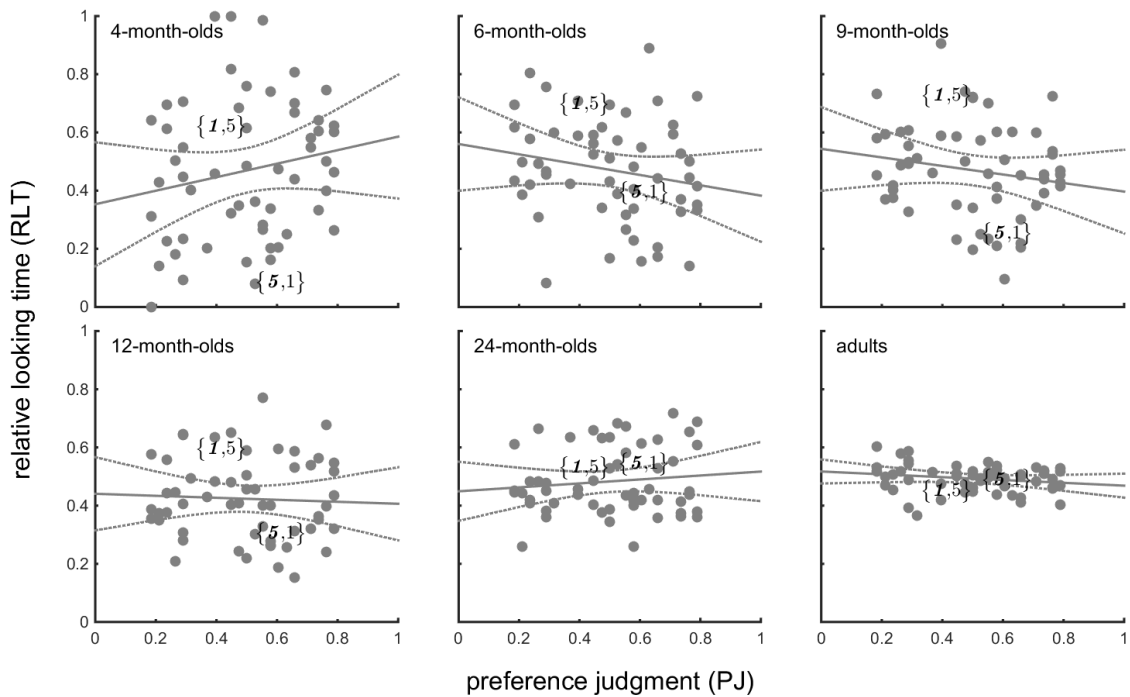 4-month-olds
6-month-olds
9-month-olds
1
0.8
0.6
0.4
0.2
0
{1,5}
{5,1}
{1,5}
{5,1}
{1,5}
{5,1}
relative looking time (RLT)
12-month-olds
24-month-olds
adults
1
0.8
0.6
0.4
0.2
0
{1,5}
{5,1}
{1,5}
{5,1}
{1,5}
{5,1}
0 0.2 0.4 0.6 0.8 1
0 0.2 0.4 0.6 0.8 1
0 0.2 0.4 0.6 0.8 1
preference judgment (PJ)